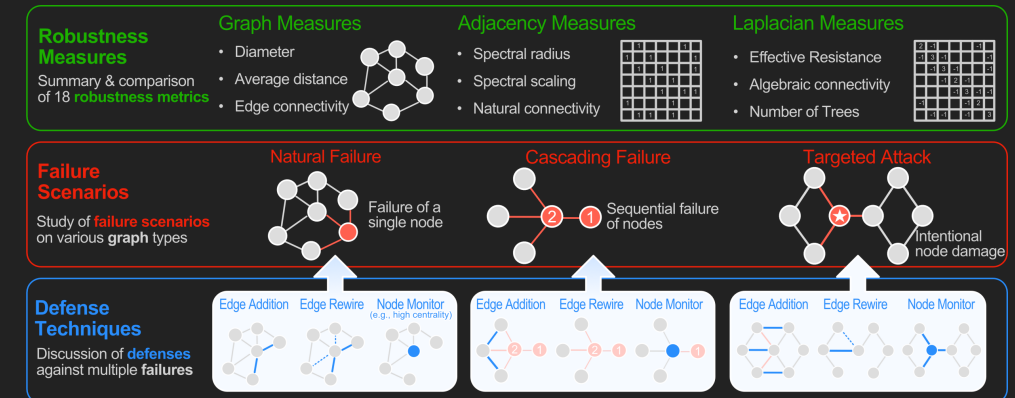 Robustness
Measures
Summary & comparison
of 18 robustness metrics
Graph Measures
• Diameter
• Average distance
• Edge connectivity
Adjacency Measures
• Spectral radius
• Spectral scaling
• Natural connectivity
Laplacian Measures
• Effective Resistance
• Algebraic connectivity
• Number of Trees
Failure
Scenarios
Study of failure scenarios
on various graph types
Natural Failure
Failure of a
single node
Cascading Failure
2 1
Sequential failure
of nodes
Targeted Attack
Intentional
node damage
Defense
Techniques
Discussion of defenses
against multiple failures
Edge Addition Edge Rewire Node Monitor
(e.g., high centrality)
Edge Addition Edge Rewire Node Monitor
2 1 2 1 1
Edge Addition Edge Rewire Node Monitor